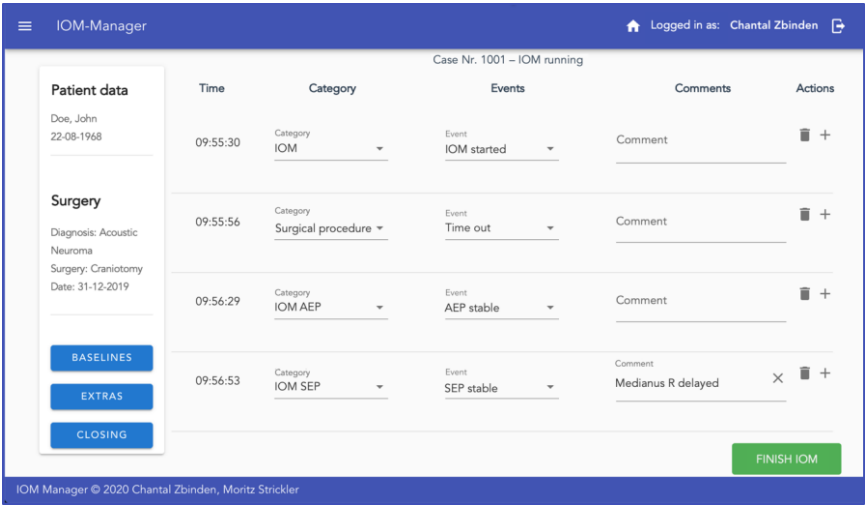 IOM-Manager
Logged in as: Chantal Zbinden
Case Nr. 1001 – IOM running
Patient data
Doe, John
22-08-1968
Surgery
Diagnosis: Acoustic
Neuroma
Surgery: Craniotomy
Date: 31-12-2019
BASELINES
EXTRAS
CLOSING
Time Category Events Comments Actions
Category Event
09:55:30 IOM IOM started Comment
Category Event
09:55:56 Surgical procedure Time out Comment
Category Event
09:56:29 IOM AEP AEP stable Comment
Category Event Comment
09:56:53 IOM SEP SEP stable Medianus R delayed
FINISH IOM
IOM Manager © 2020 Chantal Zbinden, Moritz Strickler